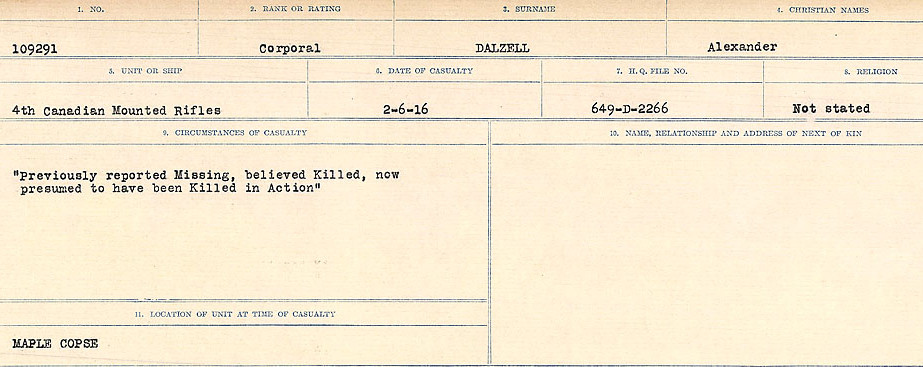 1. NO. 2. RANK OR RATING 3. SURNAME 4. CHRISTIAN NAMES
109291 Corporal DALZELL Alexander
5. UNIT OR SHIP 6. DATE OF CASUALTY 7. H. Q. FILE NO. 8. RELIGION
4th Canadian Mounted Rifles 2-6-16 649-D-2266 Not stated
9. CIRCUMSTANCES OF CASUALTY 10. NAME, RELATIONSHIP AND ADDRESS OF NEXT OF KIN
"Previously reported Missing, believed Killed, now
presumed to have been Killed in Action"
11. LOCATION OF UNIT AT TIME OF CASUALTY
MAPLE COPSE